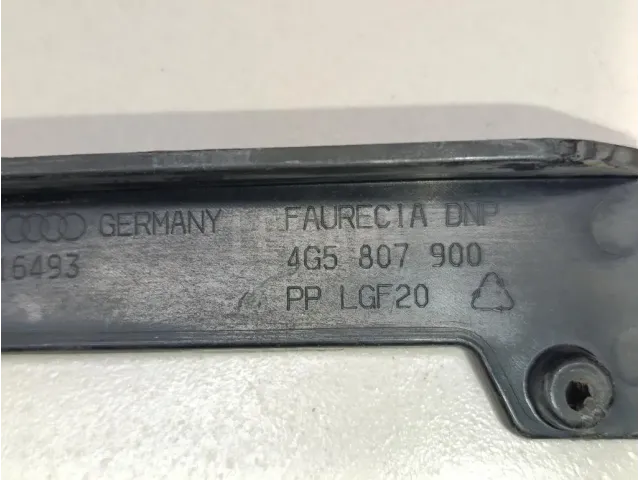 GERMANY FAURECIA DNP
16493 4G5 807 900
PP LGF20